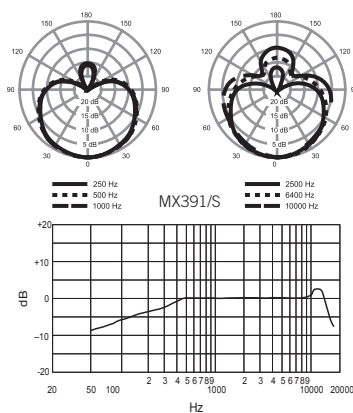 180
150 150
120 120
90 90
20 dB
15 dB
10 dB
5 dB
60 60
30 30
0
180
150 150
120 120
90 90
20 dB
15 dB
10 dB
5 dB
60 60
30 30
0
250 Hz
500 Hz
1000 Hz
MX391/S
2500 Hz
6400 Hz
10000 Hz
+20
+10
0
–10
-20
dB
20 50 100 2 3 4 5 6 7 8 9 1000 2 3 4 5 6 7 8 9 10000 20000
Hz